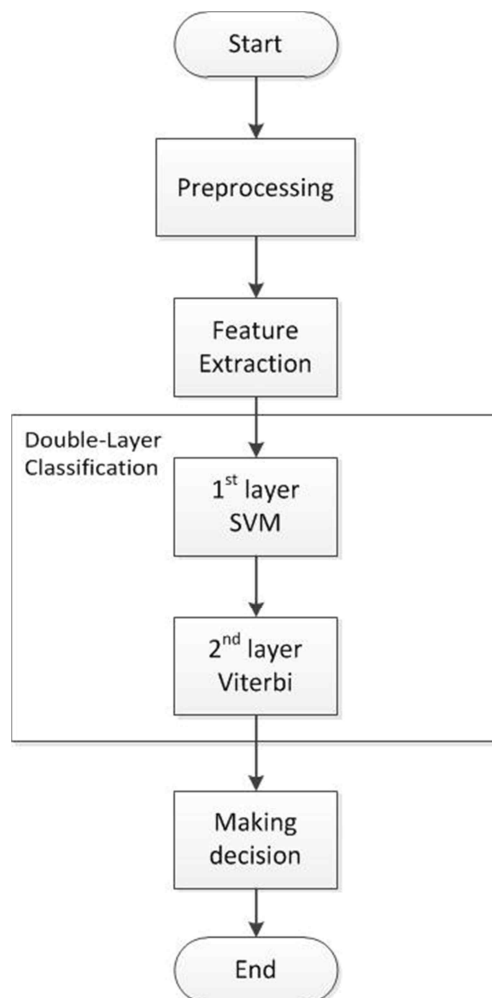 Start
Preprocessing
Feature
Extraction
Double-Layer
Classification
1st layer
SVM
2nd layer
Viterbi
Making
decision
End